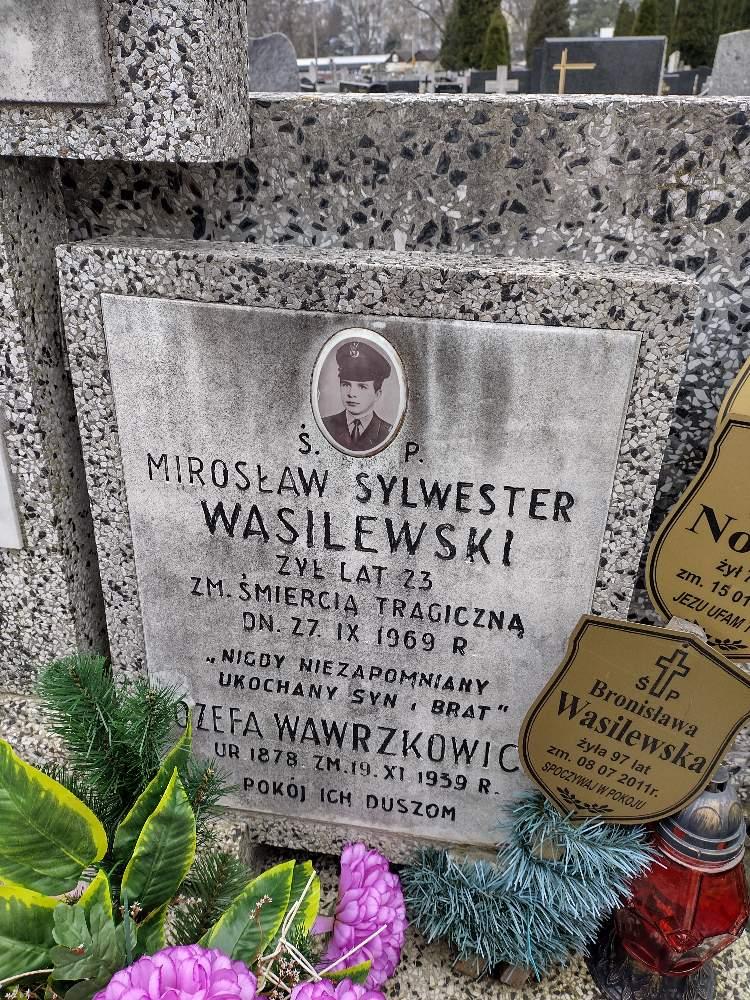 Ś. P.
MIROSŁAW SYLWESTER
WASILEWSKI
ŻYŁ LAT 23
ZM. ŚMIERCIĄ TRAGICZNĄ
DN. 27. IX 1969 R
„NIGDY NIEZAPOMNIANY
UKOCHANY SYN i BRAT"
OZEFA WAWRZKOWIC
UR 1878. ZM. 19. XI 1939 R.
POKÓJ ICH DUSZOM
Ś P
Bronisława
Wasilewska
żyła 97 lat
zm. 08 07 2011r.
SPOCZYWAJ W POKOJU
No
żył
zm. 15 01
JEZU UFAM